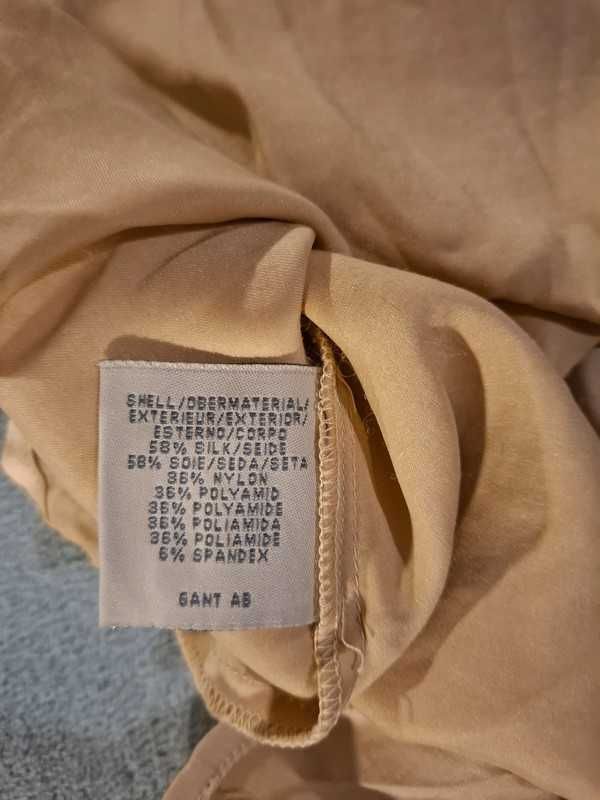 SHELL/OBERMATERIAL/
EXTERIEUR/EXTERIOR/
ESTERNO/CORPO
58% SILK/SEIDE
58% SOIE/SEDA/SETA
36% NYLON
36% POLYAMID
36% POLYAMIDE
36% POLIAMIDA
36% POLIAMIDE
6% SPANDEX
GANT AB